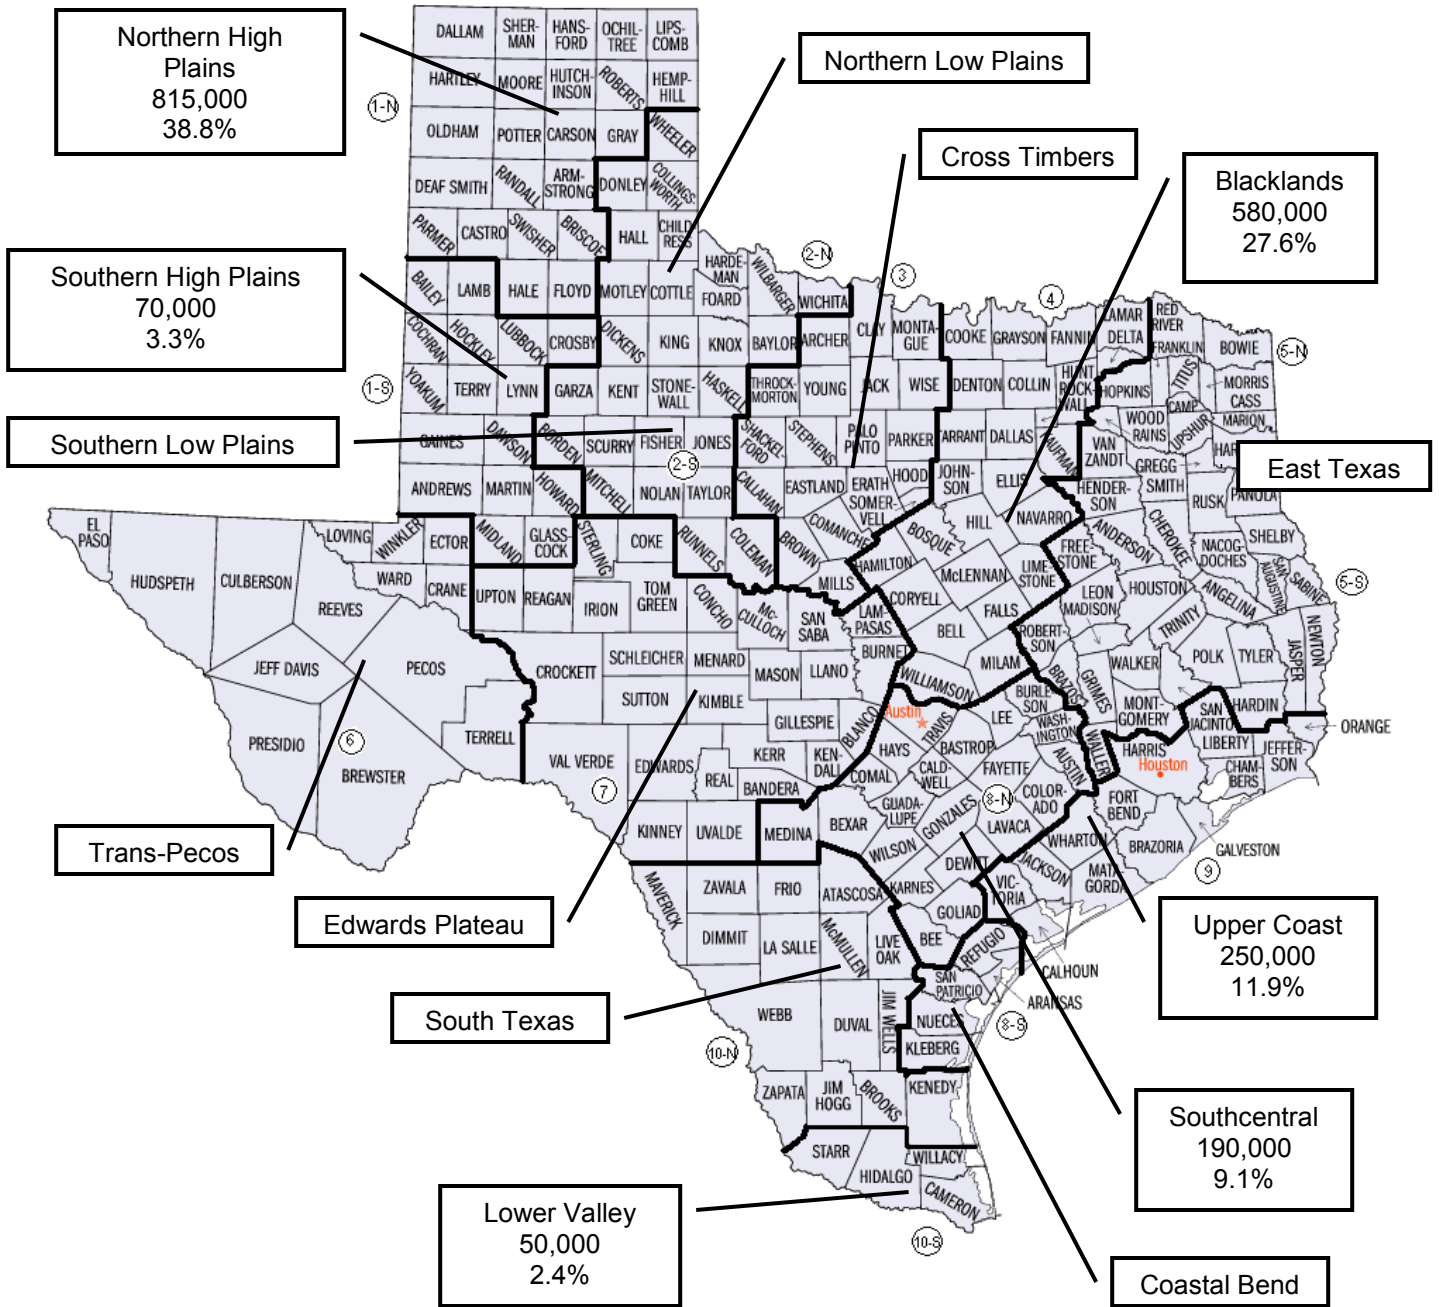 Northern High
Plains
815,000
38.8%
Northern Low Plains
Cross Timbers
Blacklands
580,000
27.6%
Southern High Plains
70,000
3.3%
Southern Low Plains
East Texas
Trans-Pecos
Edwards Plateau
South Texas
Upper Coast
250,000
11.9%
Southcentral
190,000
9.1%
Lower Valley
50,000
2.4%
Coastal Bend
1-N
1-S
2-N
2-S
3
4
5-N
5-S
6
7
8-N
8-S
9
10-N
10-S
DALLAM
SHER-
MAN
HANS-
FORD
OCHIL-
TREE
LIPS-
COMB
HARTLEY
MOORE
HUTCH-
INSON
ROBERTS
HEMP-
HILL
OLDHAM
POTTER
CARSON
GRAY
WHEELER
DEAF SMITH
RANDALL
ARM-
STRONG
DONLEY
COLLINGS-
WORTH
PARMER
CASTRO
SWISHER
BRISCOE
HALL
CHILD
RESS
BAILEY
LAMB
HALE
FLOYD
MOTLEY
COTTLE
HARDE-
MAN
FOARD
WILBARGER
WICHITA
COCHRAN
HOCKLEY
LUBBOCK
CROSBY
DICKENS
KING
KNOX
BAYLOR
ARCHER
CLAY
MONTA-
GUE
COOKE
GRAYSON
FANNIN
LAMAR
DELTA
RED
RIVER
FRANKLIN
BOWIE
YOAKUM
TERRY
LYNN
GARZA
KENT
STONE-
WALL
HASKELL
THROCK-
MORTON
YOUNG
JACK
WISE
DENTON
COLLIN
HUNT
ROCK-
WALL
HOPKINS
TITUS
CAMP
MORRIS
CASS
MARION
GAINES
DAWSON
BORDEN
SCURRY
FISHER
JONES
SHACKEL-
FORD
STEPHENS
PALO
PINTO
PARKER
TARRANT
DALLAS
KAUFMAN
VAN
ZANDT
WOOD
RAINS
UPSHUR
HAR
GREGG
SMITH
ANDREWS
MARTIN
HOWARD
MITCHELL
NOLAN
TAYLOR
CALLAHAN
EASTLAND
ERATH
SOMER-
VELL
HOOD
JOHN-
SON
ELLIS
HENDER-
SON
RUSK
PANOLA
EL
PASO
HUDSPETH
CULBERSON
LOVING
WINKLER
ECTOR
MIDLAND
GLASS-
COCK
STERLING
COKE
RUNNELS
COLEMAN
BROWN
COMANCHE
HAMILTON
BOSQUE
HILL
NAVARRO
FREE-
STONE
ANDERSON
CHEROKEE
NACOG-
DOCHES
SHELBY
SAN
AUGUSTINE
SABINE
REEVES
WARD
CRANE
UPTON
REAGAN
IRION
TOM
GREEN
CONCHO
Mc-
CULLOCH
SAN
SABA
MILLS
LAM-
PASAS
CORYELL
McLENNAN
LIME-
STONE
FALLS
LEON
MADISON
HOUSTON
ANGELINA
TRINITY
JEFF DAVIS
PECOS
CROCKETT
SCHLEICHER
MENARD
MASON
LLANO
BURNET
BELL
MILAM
ROBERT-
SON
BRAZOS
GRIMES
WALKER
POLK
TYLER
JASPER
NEWTON
PRESIDIO
BREWSTER
TERRELL
VAL VERDE
SUTTON
KIMBLE
GILLESPIE
BLANCO
WILLIAMSON
Austin
TRAVIS
LEE
BURLE-
SON
WASH-
INGTON
MONT-
GOMERY
SAN
JACINTO
HARDIN
LIBERTY
ORANGE
JEFFER-
SON
CHAM-
BERS
EDWARDS
REAL
KERR
KEN-
DALL
BANDERA
HAYS
COMAL
CALD-
WELL
BASTROP
FAYETTE
AUSTIN
WALLER
HARRIS
Houston
KINNEY
UVALDE
MEDINA
BEXAR
GUADA-
LUPE
GONZALES
COLOR-
ADO
LAVACA
WHARTON
FORT
BEND
BRAZORIA
GALVESTON
MAVERICK
ZAVALA
FRIO
ATASCOSA
WILSON
KARNES
DEWITT
JACKSON
VIC-
TORIA
MATA-
GORDA
DIMMIT
LA SALLE
McMULLEN
LIVE
OAK
BEE
GOLIAD
REFUGIO
CALHOUN
ARANSAS
SAN
PATRICIO
WEBB
DUVAL
JIM WELLS
NUECES
KLEBERG
ZAPATA
JIM
HOGG
BROOKS
KENEDY
STARR
HIDALGO
WILLACY
CAMERON